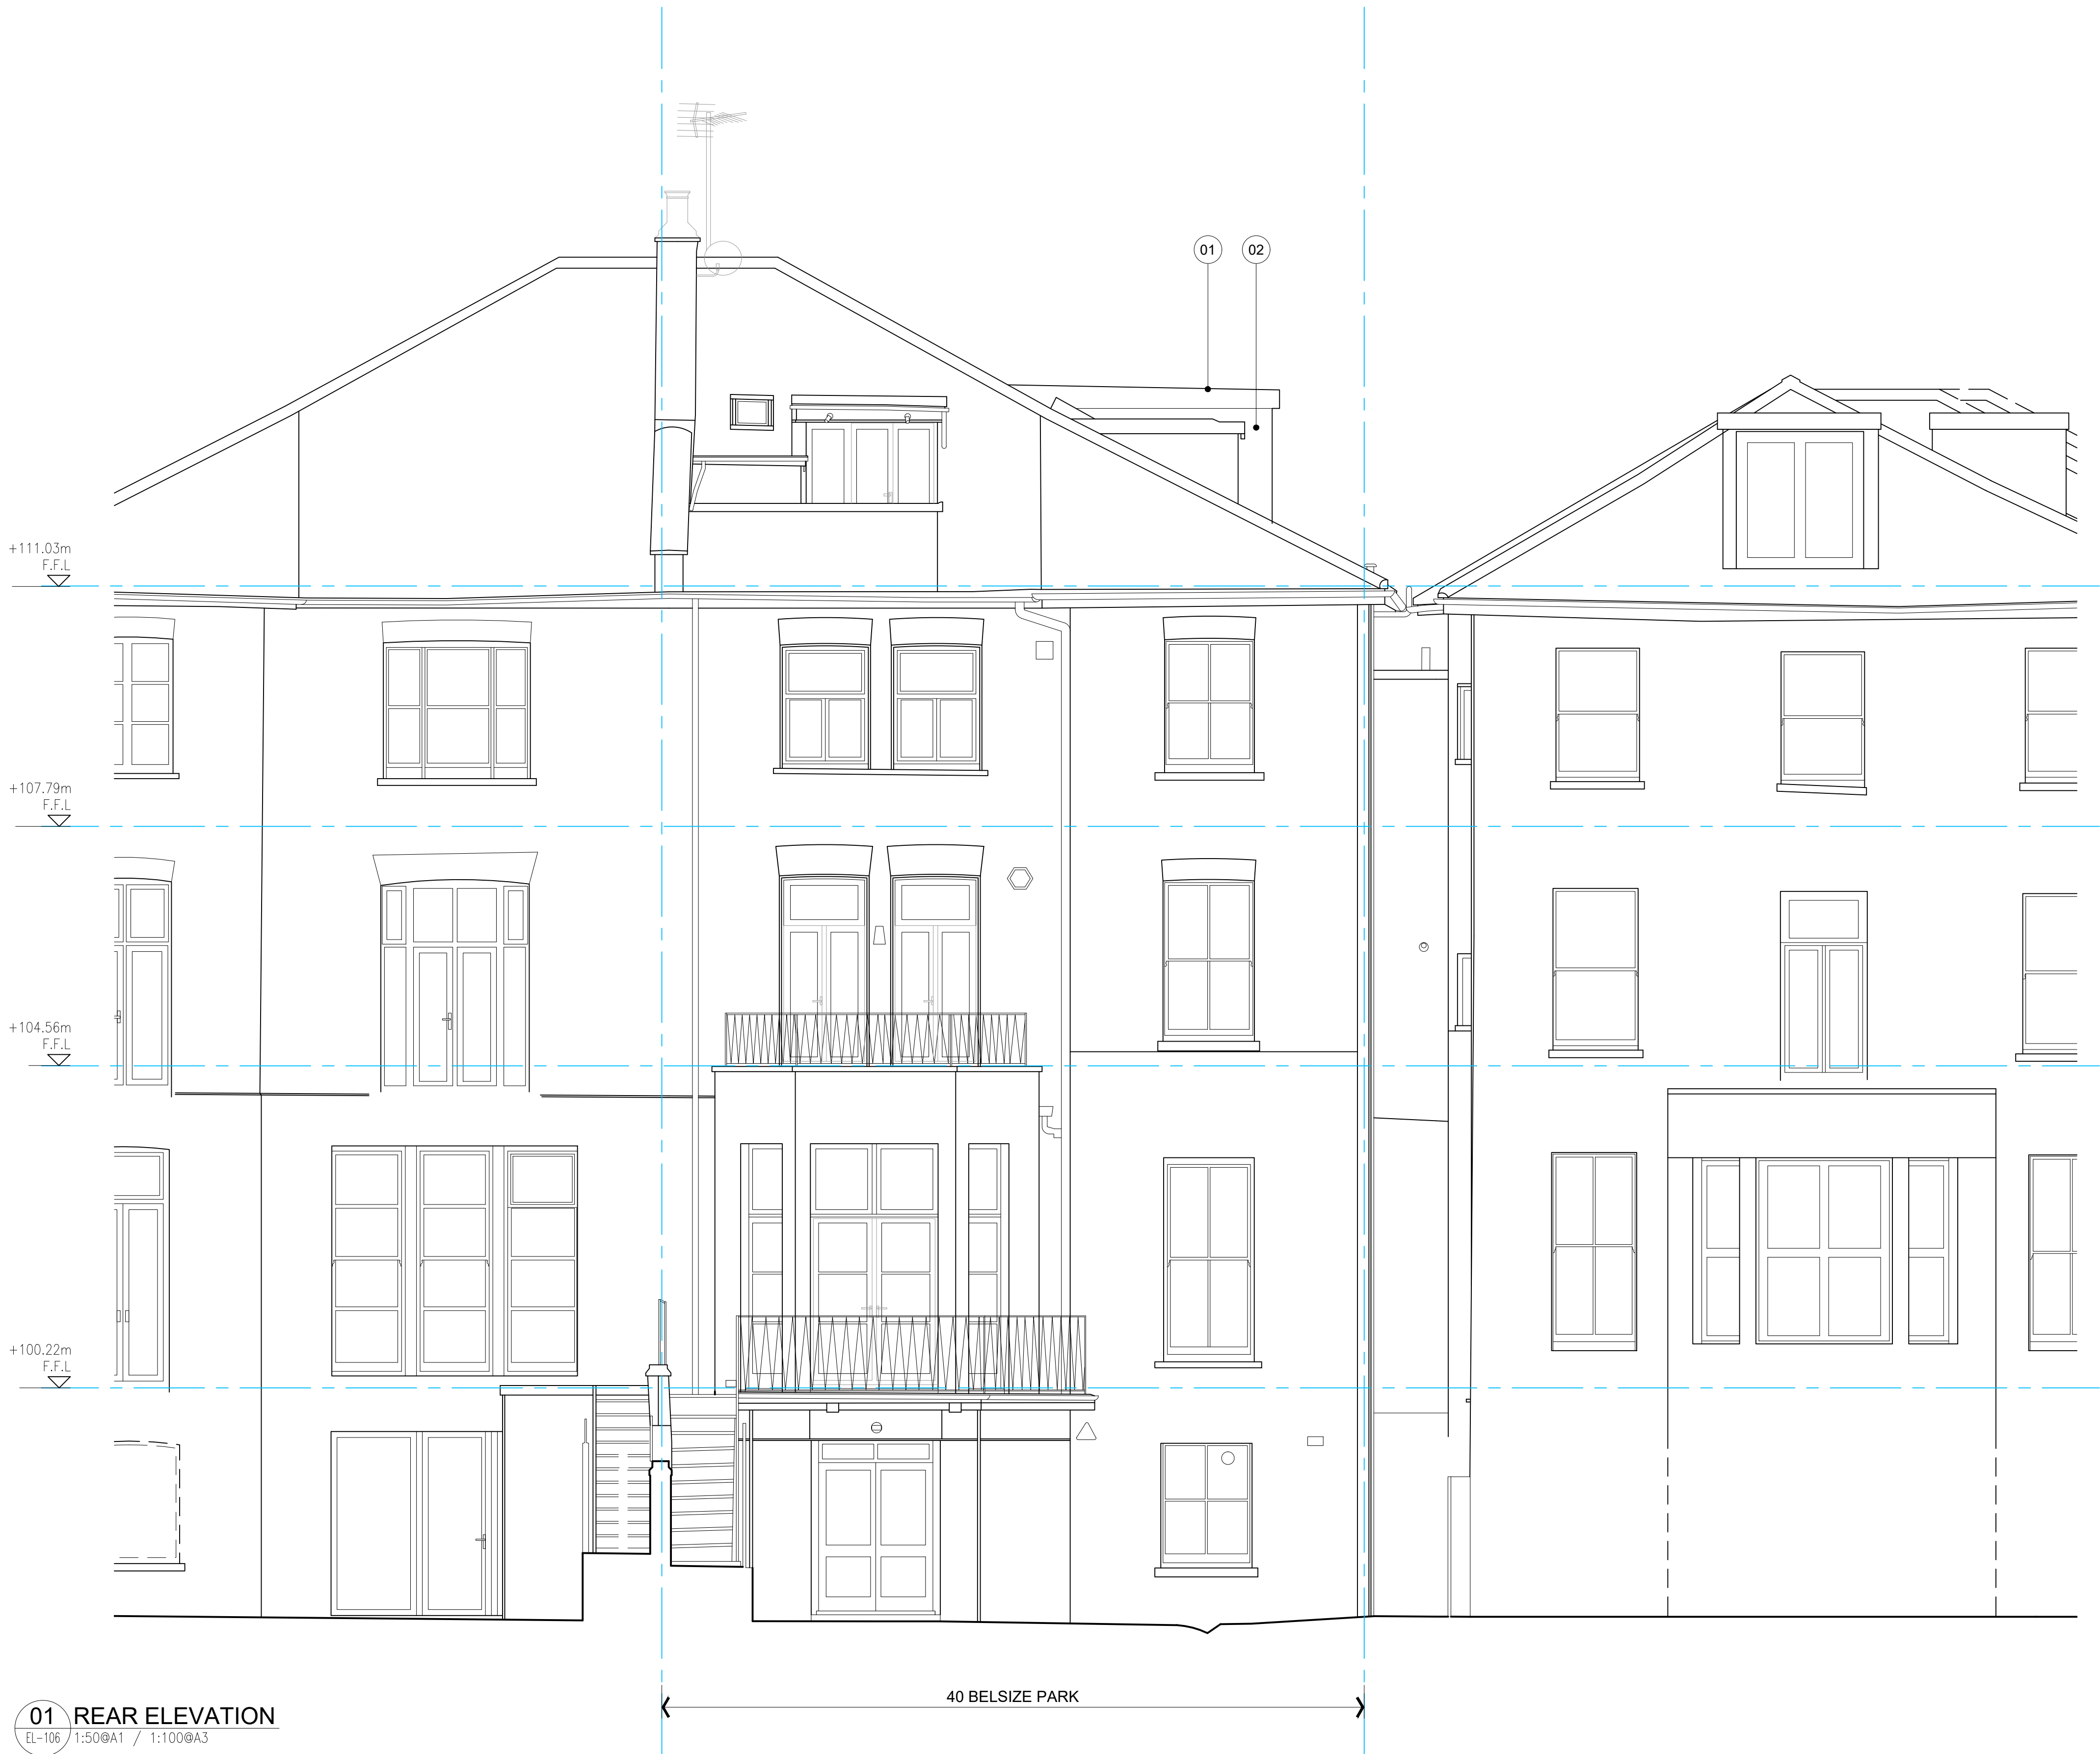 01
02
+111.03m
F.F.L
+107.79m
F.F.L
+104.56m
F.F.L
+100.22m
F.F.L
40 BELSIZE PARK
01 REAR ELEVATION
EL-106 1:50@A1 / 1:100@A3